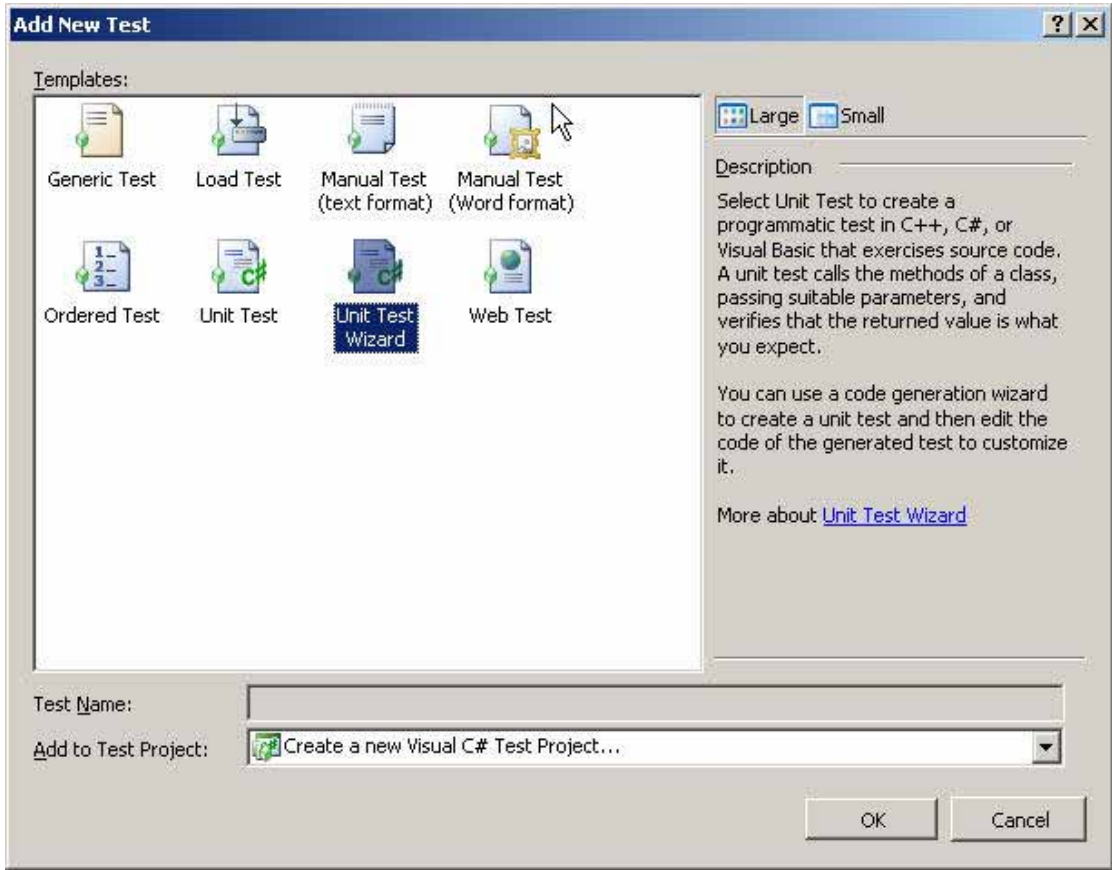 Add New Test
Templates:
Generic Test
Load Test
Manual Test
(text format)
Manual Test
(Word format)
Ordered Test
Unit Test
Unit Test
Wizard
Web Test
Large
Small
Description
Select Unit Test to create a
programmatic test in C++, C#, or
Visual Basic that exercises source code.
A unit test calls the methods of a class,
passing suitable parameters, and
verifies that the returned value is what
you expect.
You can use a code generation wizard
to create a unit test and then edit the
code of the generated test to customize
it.
More about Unit Test Wizard
Test Name:
Add to Test Project:
Create a new Visual C# Test Project...
OK
Cancel